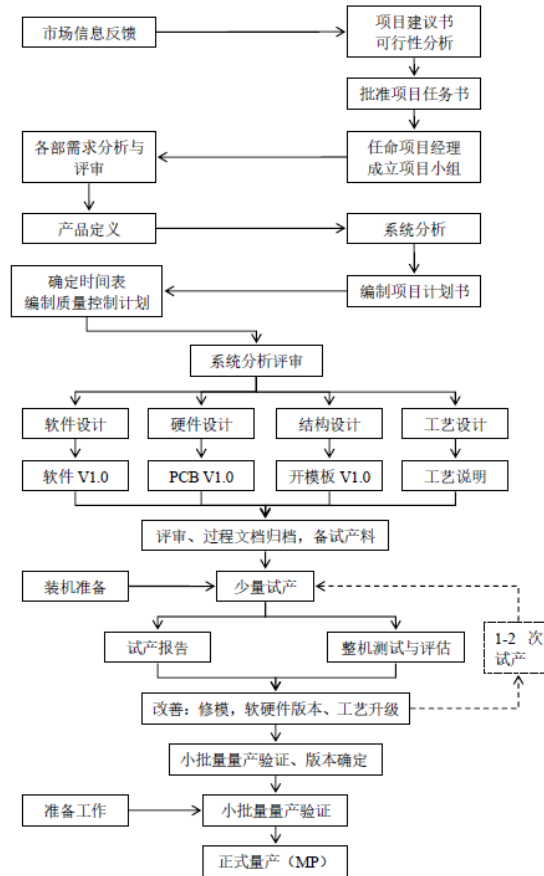 市场信息反馈
项目建议书
可行性分析
批准项目任务书
各部需求分析与
评审
任命项目经理
成立项目小组
产品定义
系统分析
确定时间表
编制质量控制计划
编制项目计划书
系统分析评审
软件设计
硬件设计
结构设计
工艺设计
软件 V1.0
PCB V1.0
开模板 V1.0
工艺说明
评审、过程文档归档，备试产料
装机准备
少量试产
试产报告
整机测试与评估
1-2 次
试产
改善：修模，软硬件版本、工艺升级
小批量量产验证、版本确定
准备工作
小批量量产验证
正式量产（MP）